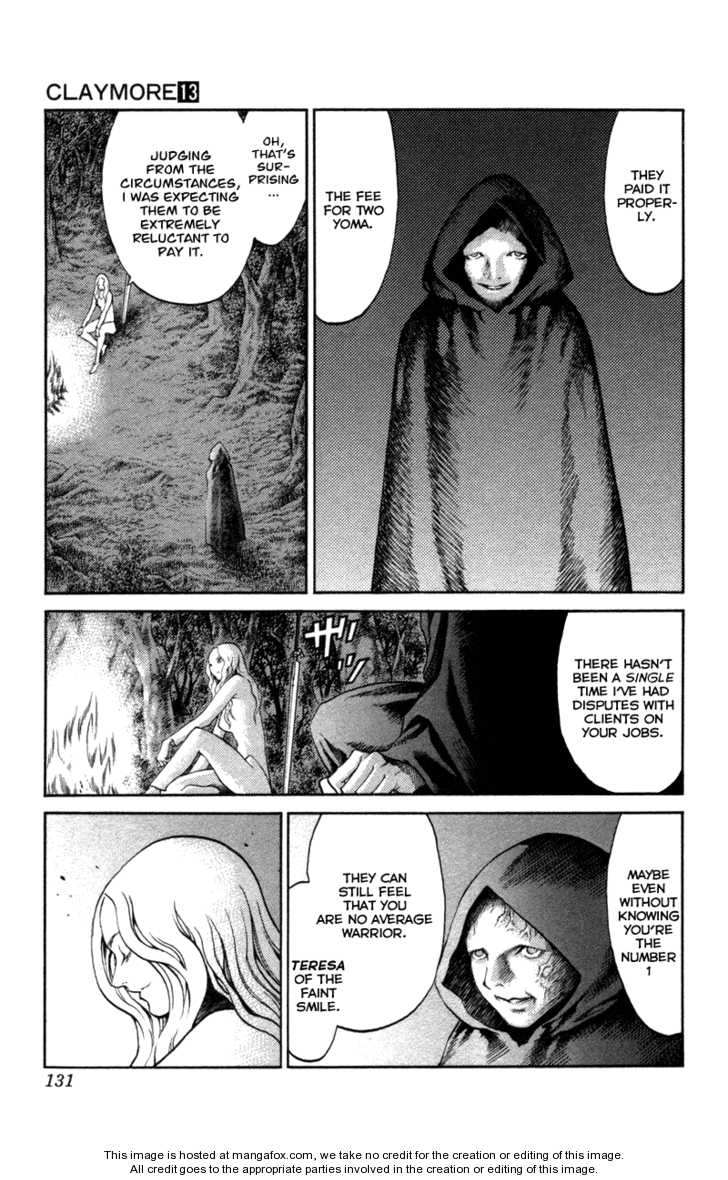 CLAYMORE 13
THEY
PAID IT
PROPER-
LY.
THE FEE
FOR TWO
YOMA.
OH,
THAT'S
SUR-
PRISING
...
JUDGING
FROM THE
CIRCUMSTANCES,
I WAS EXPECTING
THEM TO BE
EXTREMELY
RELUCTANT TO
PAY IT.
THERE HASN'T
BEEN A SINGLE
TIME I'VE HAD
DISPUTES WITH
CLIENTS ON
YOUR JOBS.
ザッ
MAYBE
EVEN
WITHOUT
KNOWING
YOU'RE
THE
NUMBER
1
THEY CAN
STILL FEEL
THAT YOU
ARE NO AVERAGE
WARRIOR.
TERESA
OF THE
FAINT
SMILE.
131
This image is hosted at mangafox.com, we take no credit for the creation or editing of this image.
All credit goes to the appropriate parties involved in the creation or editing of this image.